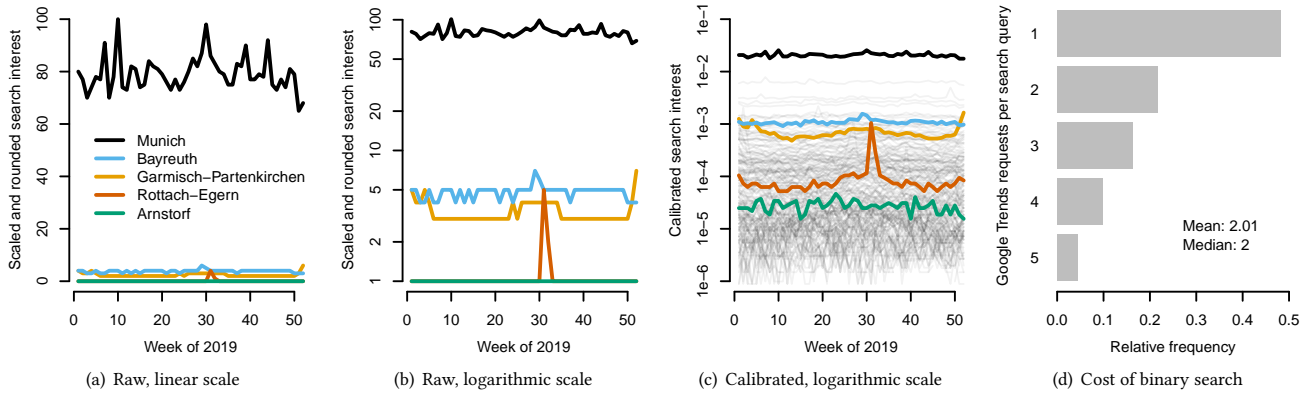 Scaled and rounded search interest
100
80
60
40
20
0
Munich
Bayreuth
Garmisch–Partenkirchen
Rottach–Egern
Arnstorf
0 10 20 30 40 50
Week of 2019
(a) Raw, linear scale
Scaled and rounded search interest
100
50
20
10
5
2
1
0 10 20 30 40 50
Week of 2019
(b) Raw, logarithmic scale
Calibrated search interest
1e−1
1e−2
1e−3
1e−4
1e−5
1e−6
0 10 20 30 40 50
Week of 2019
(c) Calibrated, logarithmic scale
Google Trends requests per search query
1
2
3
4
5
Mean: 2.01
Median: 2
0.0 0.1 0.2 0.3 0.4 0.5
Relative frequency
(d) Cost of binary search